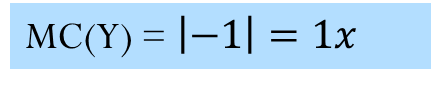 MC(Y) = |−1| = 1x